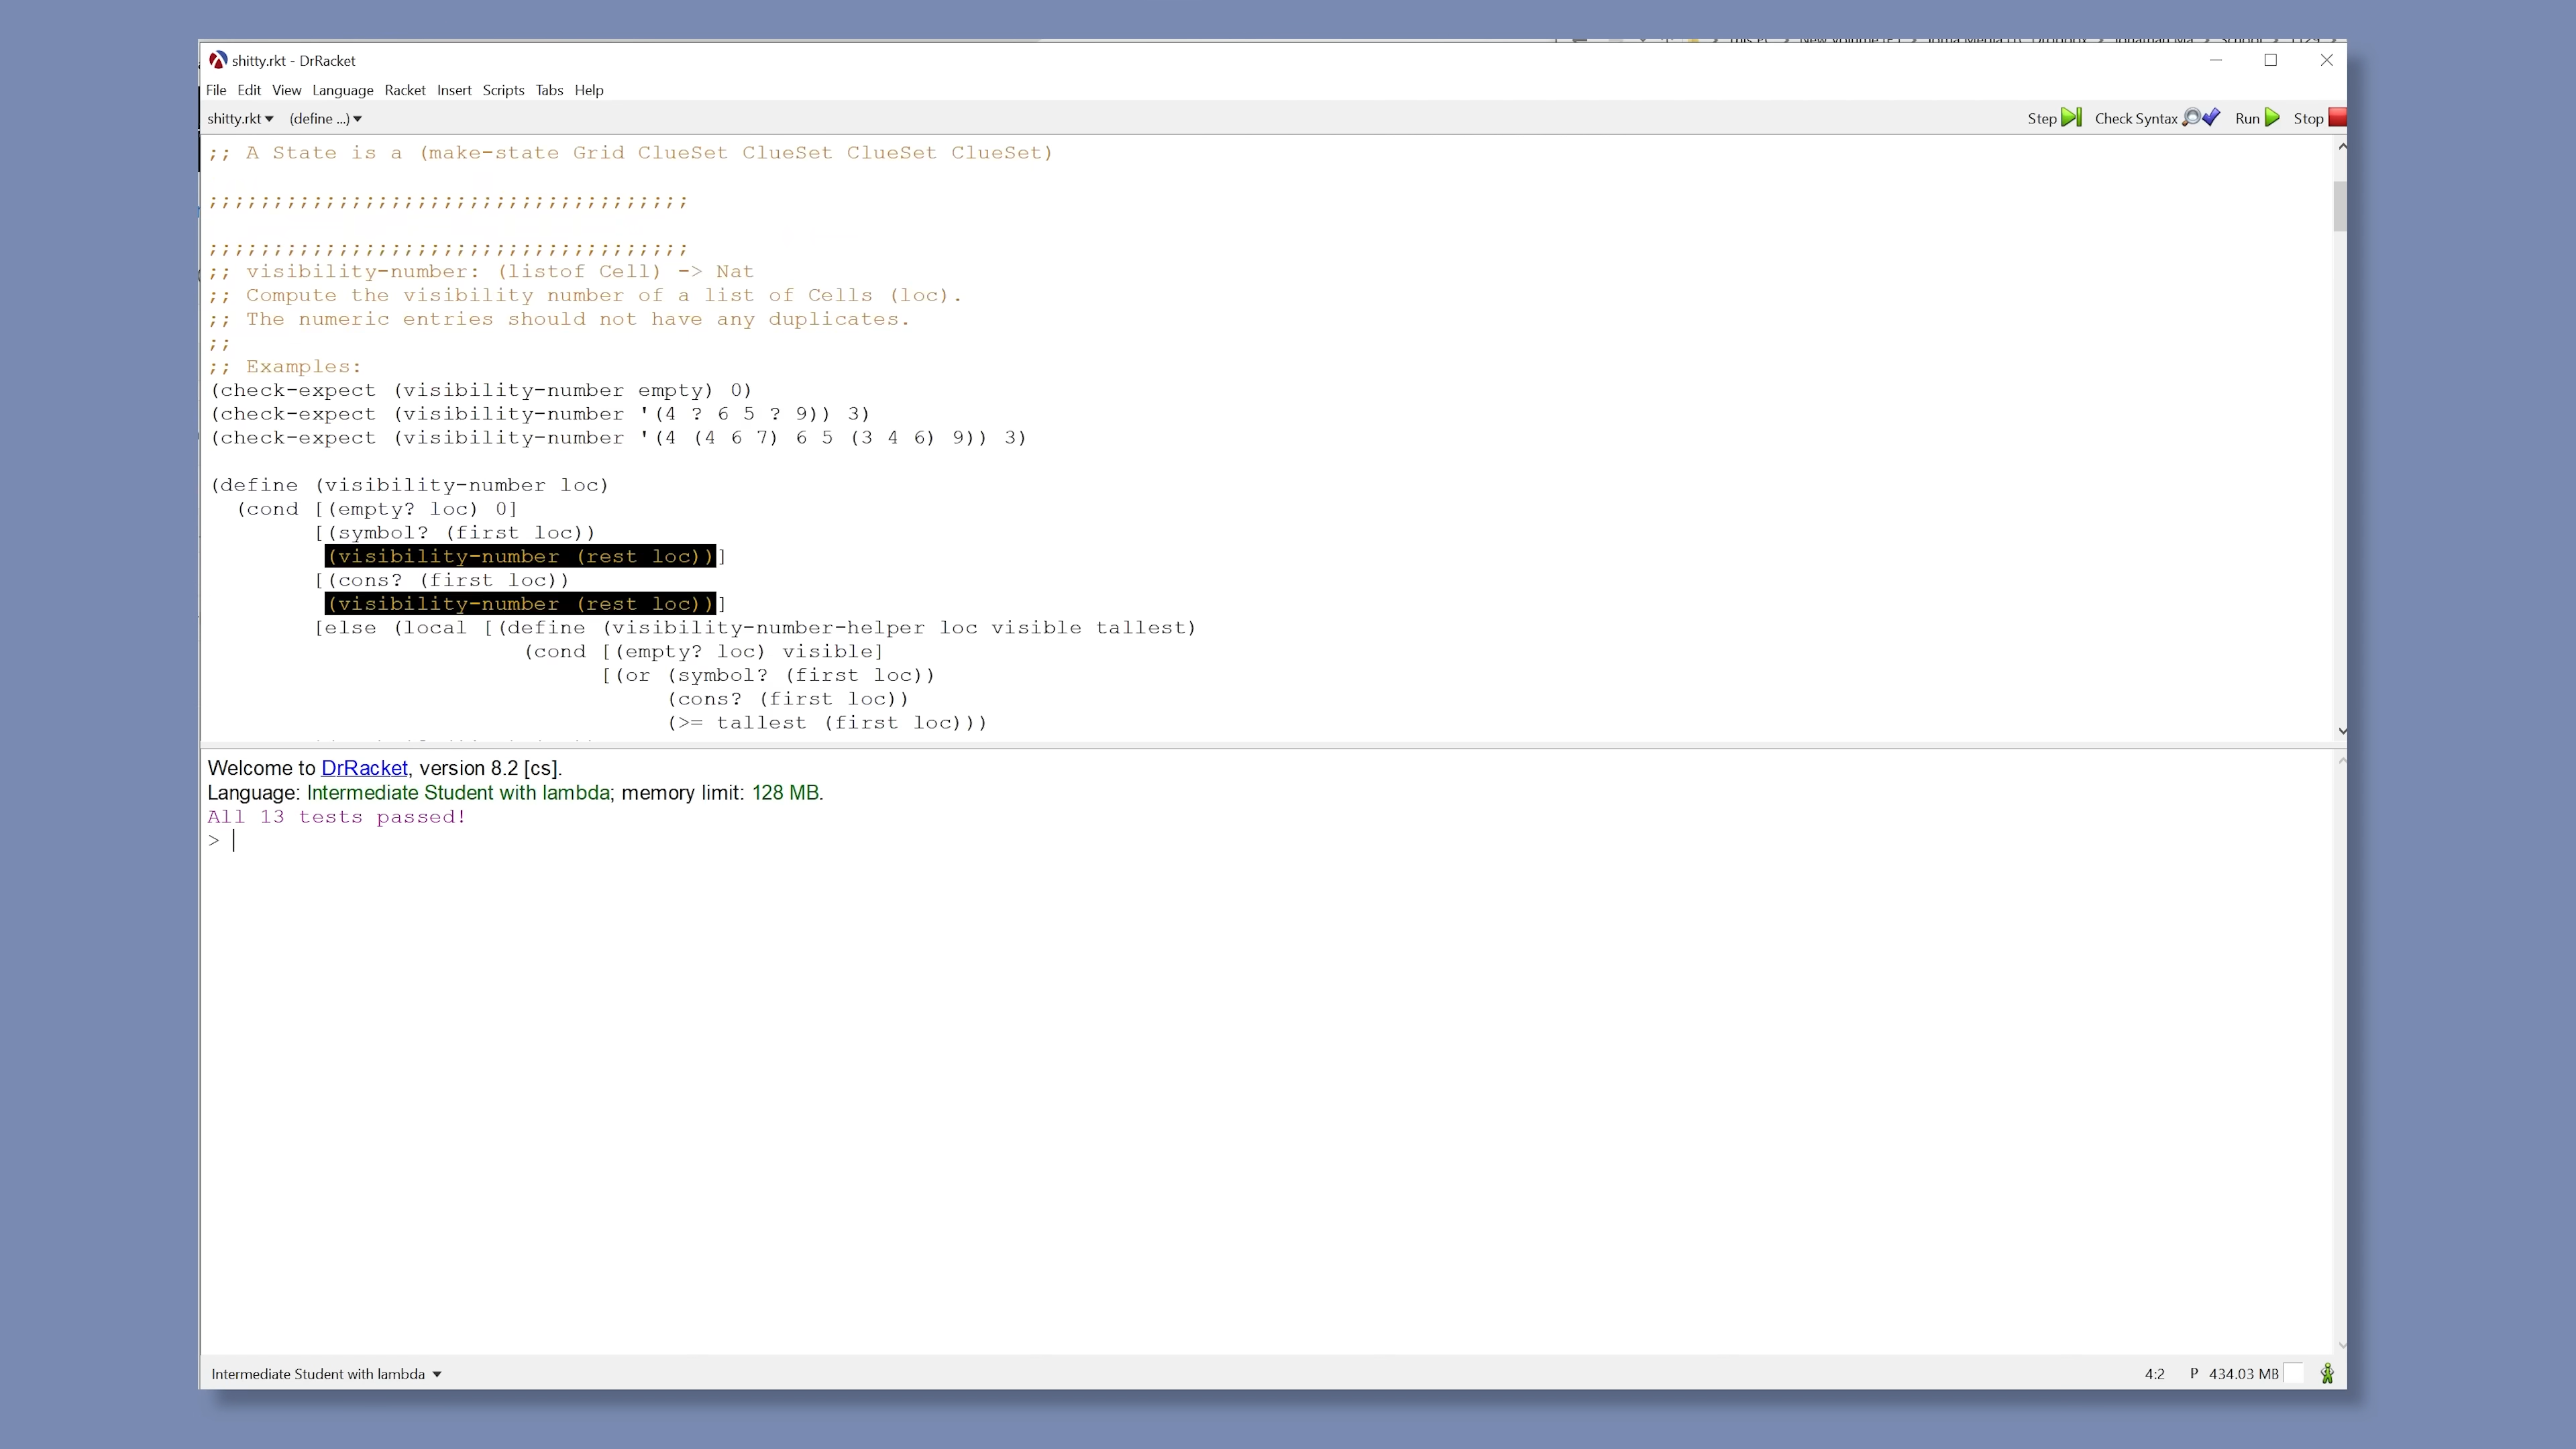 shitty.rkt - DrRacket
File Edit View Language Racket Insert Scripts Tabs Help
shitty.rkt (define ...) Step Check Syntax Run Stop
;; A State is a (make-state Grid ClueSet ClueSet ClueSet ClueSet)
;;;;;;;;;;;;;;;;;;;;;;;;;;;;;;;;;;;;;
;;;;;;;;;;;;;;;;;;;;;;;;;;;;;;;;;;;;;
;; visibility-number: (listof Cell) -> Nat
;; Compute the visibility number of a list of Cells (loc).
;; The numeric entries should not have any duplicates.
;;
;; Examples:
(check-expect (visibility-number empty) 0)
(check-expect (visibility-number '(4 ? 6 5 ? 9)) 3)
(check-expect (visibility-number '(4 (4 6 7) 6 5 (3 4 6) 9)) 3)
(define (visibility-number loc)
(cond [(empty? loc) 0]
[(symbol? (first loc))
(visibility-number (rest loc))]
[(cons? (first loc))
(visibility-number (rest loc))]
[else (local [(define (visibility-number-helper loc visible tallest)
(cond [(empty? loc) visible]
[(or (symbol? (first loc))
(cons? (first loc))
(>= tallest (first loc)))
Welcome to DrRacket, version 8.2 [cs].
Language: Intermediate Student with lambda; memory limit: 128 MB.
All 13 tests passed!
>
Intermediate Student with lambda 4:2 P 434.03 MB